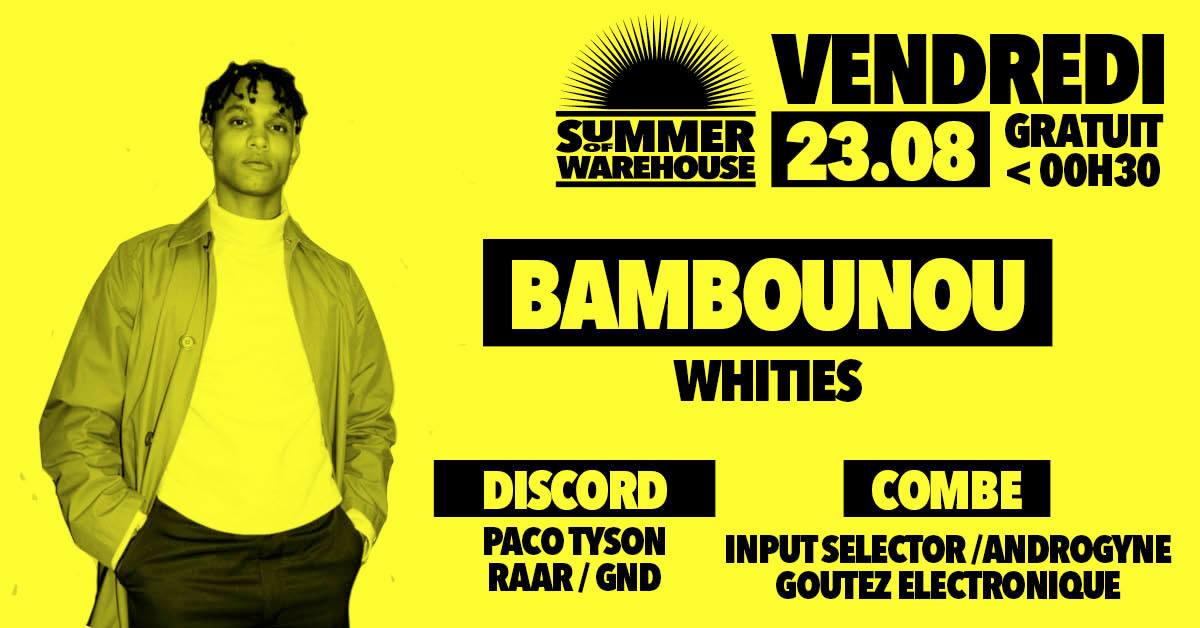 SUMMER
OF
WAREHOUSE
VENDREDI
23.08
GRATUIT
< 00H30
BAMBOUNOU
WHITIES
DISCORD
PACO TYSON
RAAR / GND
COMBE
INPUT SELECTOR / ANDROGYNE
GOUTEZ ELECTRONIQUE